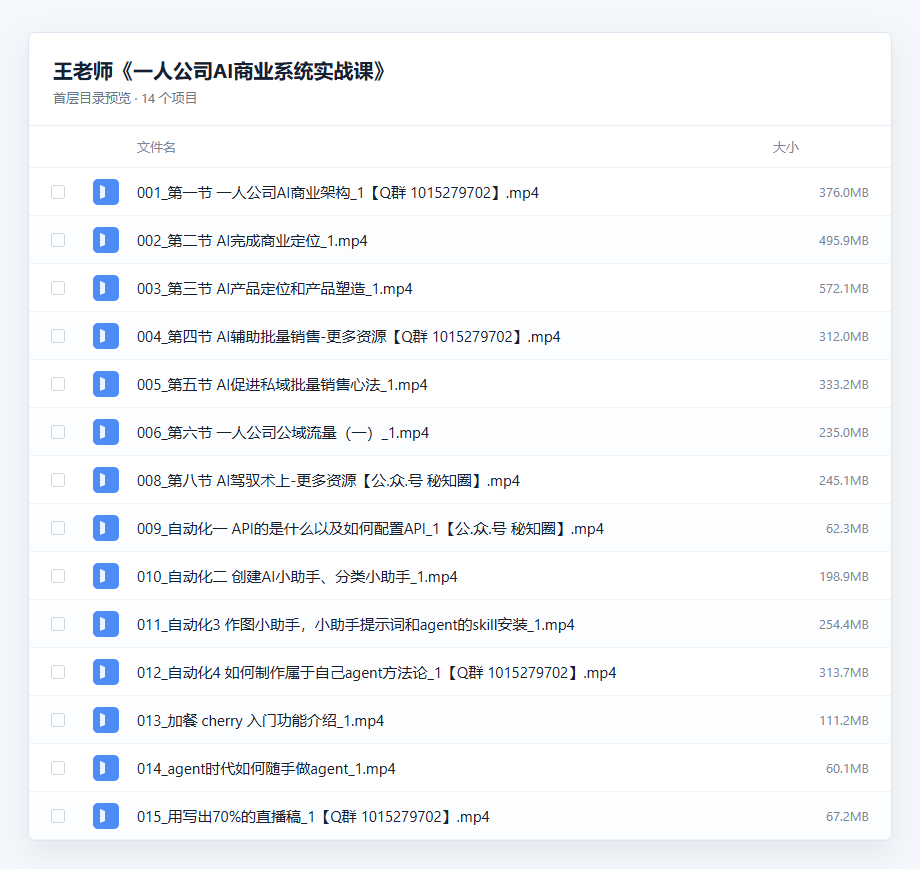 王老师《一人公司AI商业系统实战课》
首层目录预览 · 14 个项目
文件名 大小
001_第一节 一人公司AI商业架构_1【Q群 1015279702】.mp4 376.0MB
002_第二节 AI完成商业定位_1.mp4 495.9MB
003_第三节 AI产品定位和产品塑造_1.mp4 572.1MB
004_第四节 AI辅助批量销售-更多资源【Q群 1015279702】.mp4 312.0MB
005_第五节 AI促进私域批量销售心法_1.mp4 333.2MB
006_第六节 一人公司公域流量（一）_1.mp4 235.0MB
008_第八节 AI驾驭术上-更多资源【公.众.号 秘知圈】.mp4 245.1MB
009_自动化一 API的是什么以及如何配置API_1【公.众.号 秘知圈】.mp4 62.3MB
010_自动化二 创建AI小助手、分类小助手_1.mp4 198.9MB
011_自动化3 作图小助手，小助手提示词和agent的skill安装_1.mp4 254.4MB
012_自动化4 如何制作属于自己agent方法论_1【Q群 1015279702】.mp4 313.7MB
013_加餐 cherry 入门功能介绍_1.mp4 111.2MB
014_agent时代如何随手做agent_1.mp4 60.1MB
015_用写出70%的直播稿_1【Q群 1015279702】.mp4 67.2MB